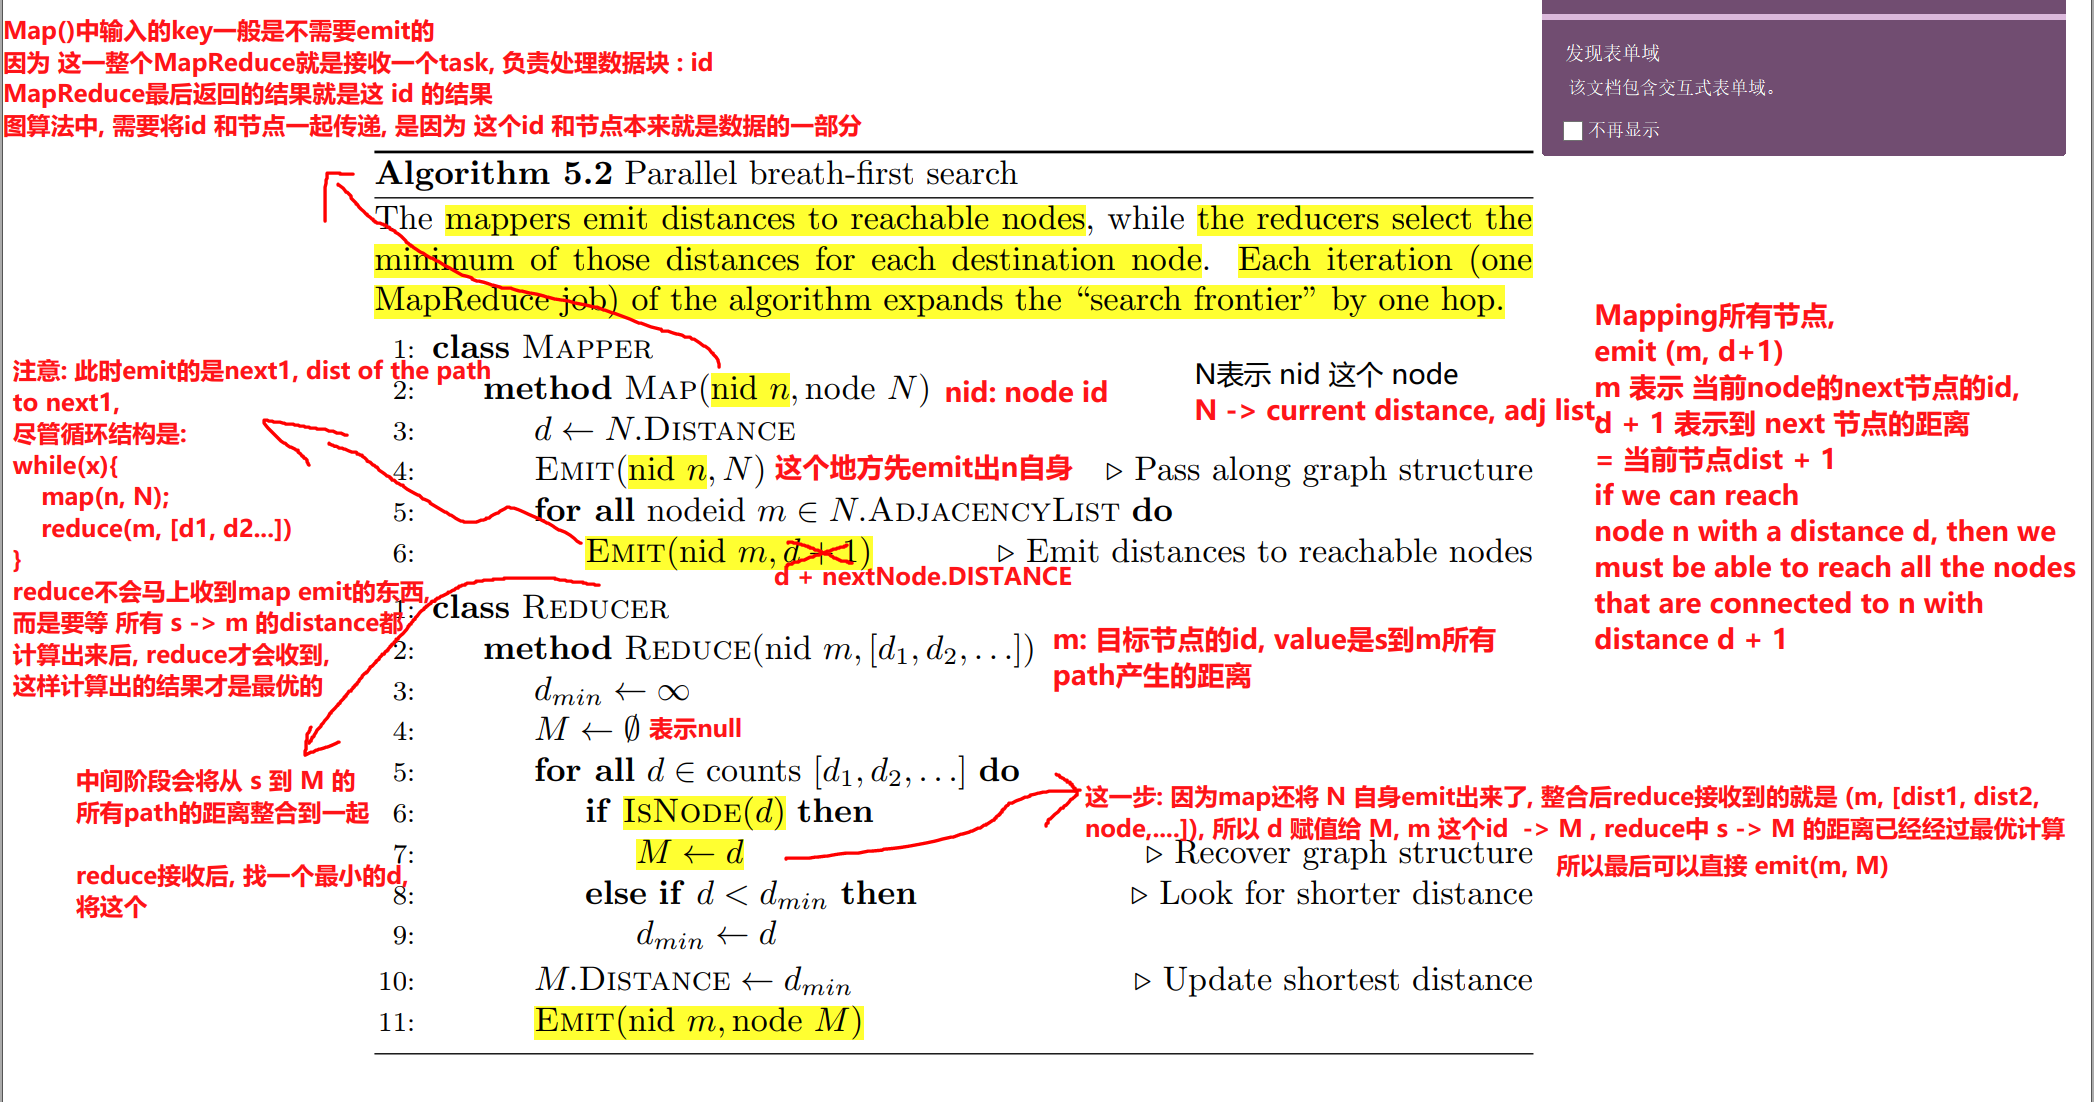 Map()中输入的key一般是不需要emit的
因为 这一整个MapReduce就是接收一个task, 负责处理数据块 : id
MapReduce最后返回的结果就是这 id 的结果
图算法中, 需要将id 和节点一起传递, 是因为 这个id 和节点本来就是数据的一部分
发现表单域
该文档包含交互式表单域。
不再显示
Algorithm 5.2 Parallel breath-first search
The mappers emit distances to reachable nodes, while the reducers select the
minimum of those distances for each destination node. Each iteration (one
MapReduce job) of the algorithm expands the “search frontier” by one hop.
1: class MAPPER
2: method MAP(nid n, node N) nid: node id
3: d ← N.DISTANCE
4: EMIT(nid n, N) 这个地方先emit出n自身 ▷ Pass along graph structure
5: for all nodeid m ∈ N.ADJACENCYLIST do
6: EMIT(nid m, d + 1) ▷ Emit distances to reachable nodes
d + nextNode.DISTANCE
1: class REDUCER
2: method REDUCE(nid m, [d1, d2, . . .])
3: dmin ← ∞
4: M ← ∅ 表示null
5: for all d ∈ counts [d1, d2, . . .] do
6: if ISNODE(d) then
7: M ← d ▷ Recover graph structure
8: else if d < dmin then ▷ Look for shorter distance
9: dmin ← d
10: M.DISTANCE ← dmin ▷ Update shortest distance
11: EMIT(nid m, node M)
注意: 此时emit的是next1, dist of the path
to next1,
尽管循环结构是:
while(x){
map(n, N);
reduce(m, [d1, d2...])
}
reduce不会马上收到map emit的东西,
而是要等 所有 s -> m 的distance都
计算出来后, reduce才会收到,
这样计算出的结果才是最优的
中间阶段会将从 s 到 M 的
所有path的距离整合到一起
reduce接收后, 找一个最小的d,
将这个
N表示 nid 这个 node
N -> current distance, adj list,
Mapping所有节点,
emit (m, d+1)
m 表示 当前node的next节点的id,
d + 1 表示到 next 节点的距离
= 当前节点dist + 1
if we can reach
node n with a distance d, then we
must be able to reach all the nodes
that are connected to n with
distance d + 1
m: 目标节点的id, value是s到m所有
path产生的距离
这一步: 因为map还将 N 自身emit出来了, 整合后reduce接收到的就是 (m, [dist1, dist2,
node,....]), 所以 d 赋值给 M, m 这个id -> M , reduce中 s -> M 的距离已经经过最优计算
所以最后可以直接 emit(m, M)